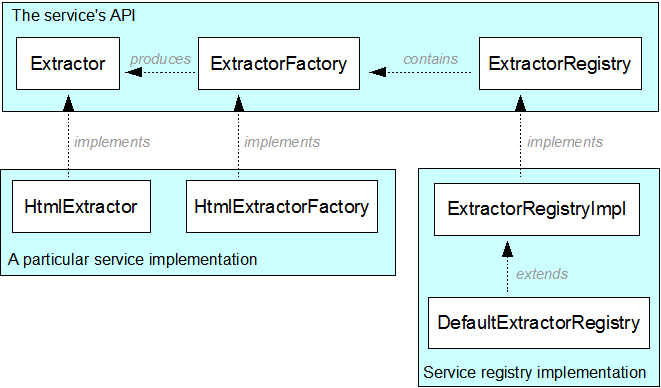 The service's API
Extractor
produces
ExtractorFactory
contains
ExtractorRegistry
implements
implements
implements
HtmlExtractor
HtmlExtractorFactory
ExtractorRegistryImpl
A particular service implementation
extends
DefaultExtractorRegistry
Service registry implementation